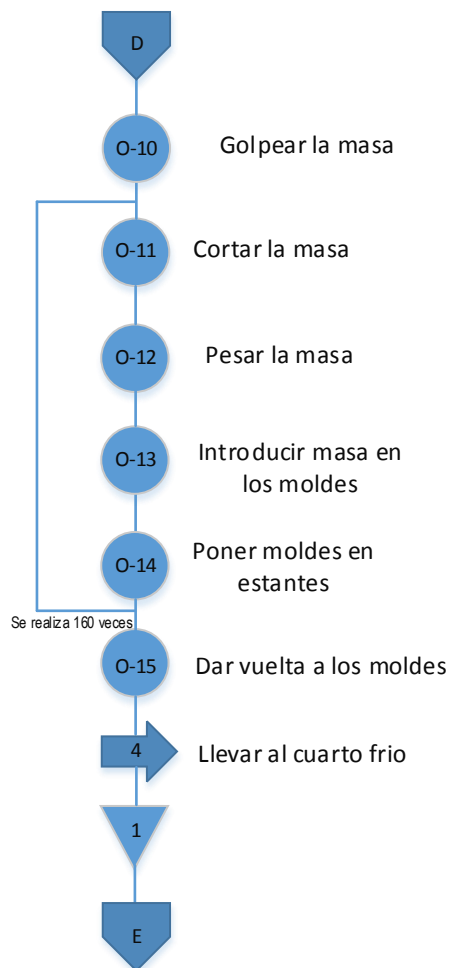 D
O-10
Golpear la masa
O-11
Cortar la masa
O-12
Pesar la masa
O-13
Introducir masa en
los moldes
O-14
Poner moldes en
estantes
Se realiza 160 veces
O-15
Dar vuelta a los moldes
4
Llevar al cuarto frio
1
E